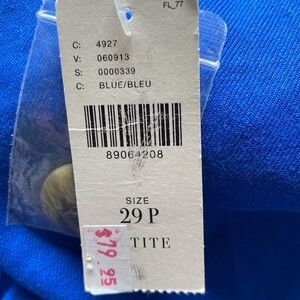 FL_77
C: 4927
V: 060913
S: 0000339
C: BLUE/BLEU
89064208
SIZE
29 P
TITE
$79.95